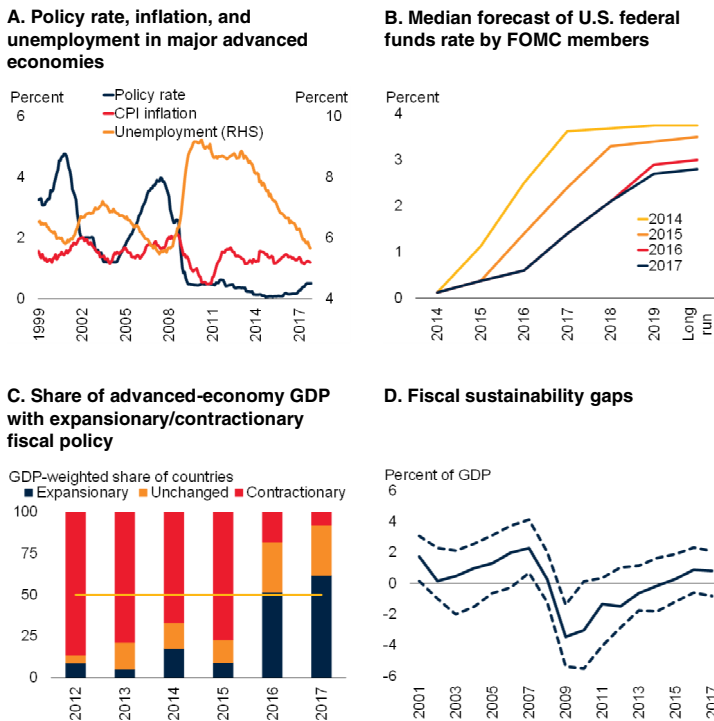 A. Policy rate, inflation, and
unemployment in major advanced
economies
Percent
Percent
Policy rate
CPI inflation
Unemployment (RHS)
6
4
2
0
10
8
6
4
1999
2002
2005
2008
2011
2014
2017
B. Median forecast of U.S. federal
funds rate by FOMC members
Percent
4
3
2
1
0
2014
2015
2016
2017
2014
2015
2016
2017
2018
2019
Long
run
C. Share of advanced-economy GDP
with expansionary/contractionary
fiscal policy
GDP-weighted share of countries
Expansionary
Unchanged
Contractionary
100
75
50
25
0
2012
2013
2014
2015
2016
2017
D. Fiscal sustainability gaps
Percent of GDP
6
4
2
0
-2
-4
-6
2001
2003
2005
2007
2009
2011
2013
2015
2017